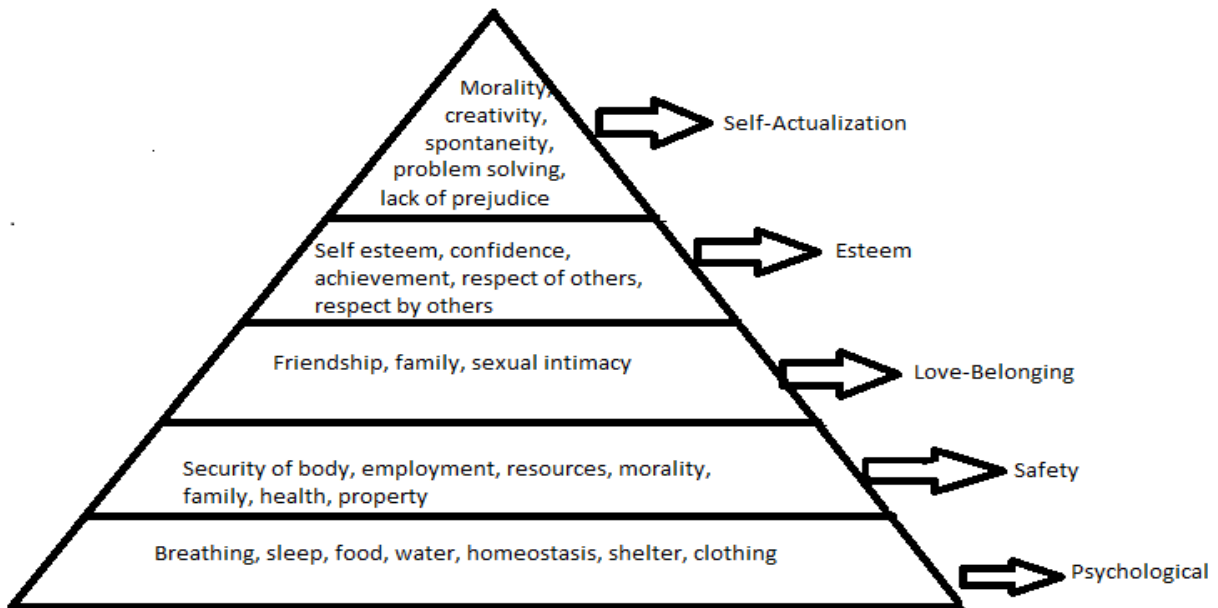 Morality,
creativity,
spontaneity,
problem solving,
lack of prejudice
Self-Actualization
Self esteem, confidence,
achievement, respect of others,
respect by others
Esteem
Friendship, family, sexual intimacy
Love-Belonging
Security of body, employment, resources, morality,
family, health, property
Safety
Breathing, sleep, food, water, homeostasis, shelter, clothing
Psychological